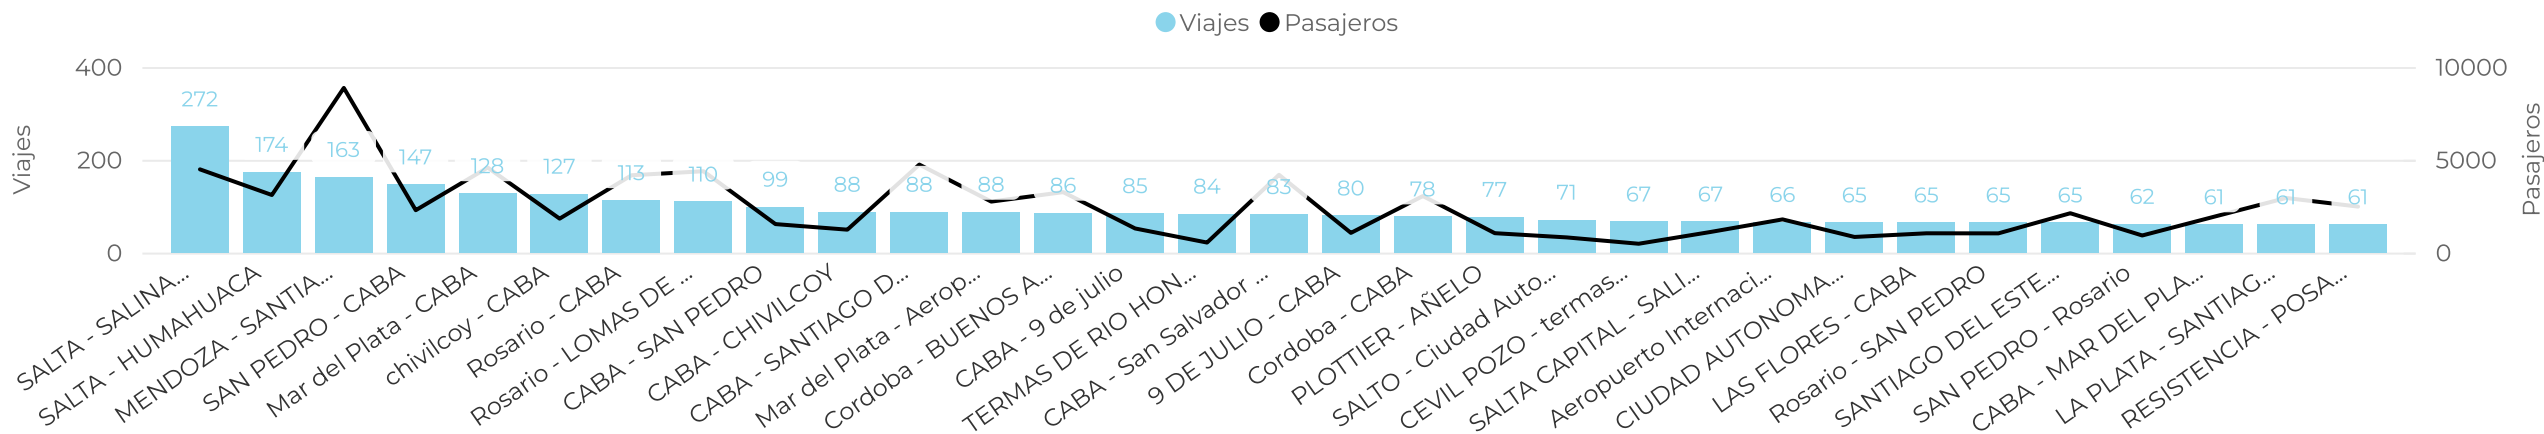 Viajes Pasajeros
400
200
0
Viajes
10000
5000
0
Pasajeros
272
174
163
147
128
127
113
110
99
88
88
88
86
85
84
83
80
78
77
71
67
67
66
65
65
65
65
62
61
61
61
SALTA - SALINA...
SALTA - HUMAHUACA
MENDOZA - SANTIA...
SAN PEDRO - CABA
Mar del Plata - CABA
chivilcoy - CABA
Rosario - CABA
Rosario - LOMAS DE ...
CABA - SAN PEDRO
CABA - CHIVILCOY
CABA - SANTIAGO D...
Mar del Plata - Aerop...
Cordoba - BUENOS A...
CABA - 9 de julio
TERMAS DE RIO HON...
CABA - San Salvador ...
9 DE JULIO - CABA
Cordoba - CABA
PLOTTIER - AÑELO
SALTO - Ciudad Auto...
CEVIL POZO - termas...
SALTA CAPITAL - SALI...
Aeropuerto Internaci...
CIUDAD AUTONOMA...
LAS FLORES - CABA
Rosario - SAN PEDRO
SANTIAGO DEL ESTE...
SAN PEDRO - Rosario
CABA - MAR DEL PLA...
LA PLATA - SANTIAG...
RESISTENCIA - POSA...